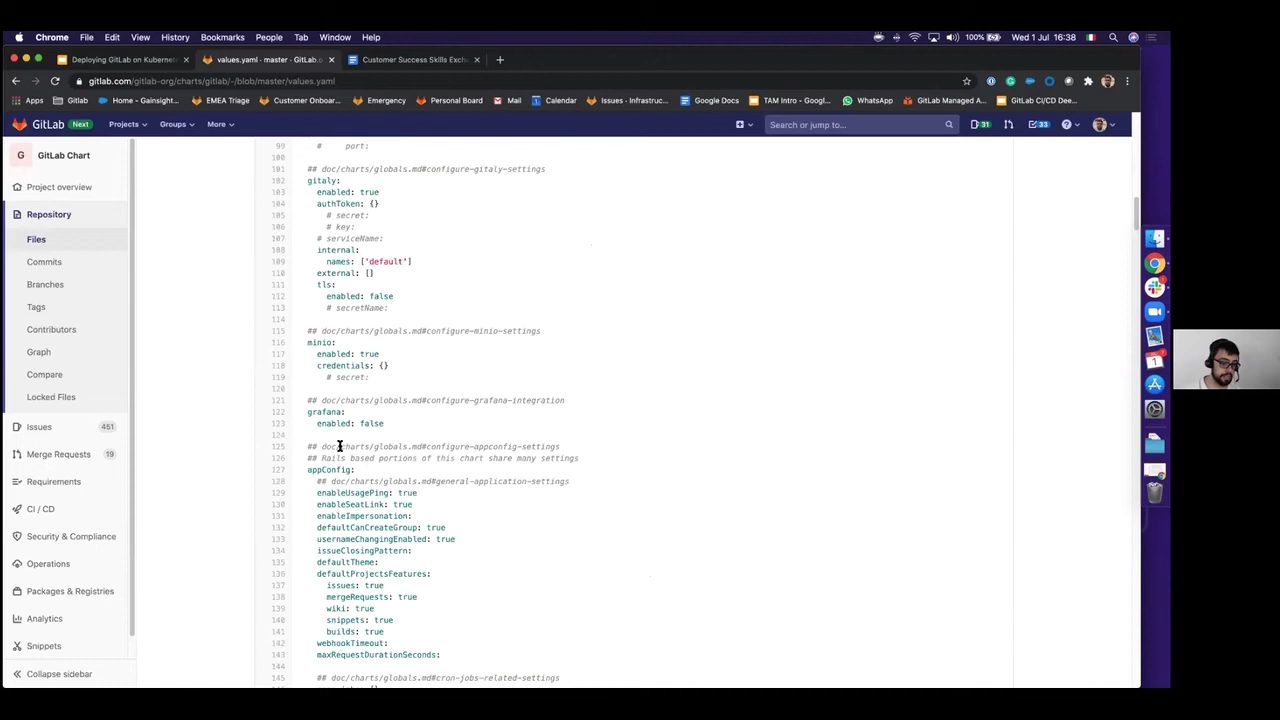 Chrome File Edit View History Bookmarks People Tab Window Help 100% Wed 1 Jul 16:38
Deploying GitLab on Kubernet values.yaml · master · GitLab.o Customer Success Skills Exch
gitlab.com/gitlab-org/charts/gitlab/-/blob/master/values.yaml
Apps Gitlab Home - Gainsight... EMEA Triage Customer Onboar... Emergency Personal Board Mail Calendar Issues · Infrastruc... Google Docs TAM Intro - Googl... WhatsApp GitLab Managed A... GitLab CI/CD Dee...
GitLab Next Projects Groups More Search or jump to... 31 33
G GitLab Chart
Project overview
Repository
Files
Commits
Branches
Tags
Contributors
Graph
Compare
Locked Files
Issues 451
Merge Requests 19
Requirements
CI / CD
Security & Compliance
Operations
Packages & Registries
Analytics
Snippets
Collapse sidebar
99 # port:
100
101 ## doc/charts/globals.md#configure-gitaly-settings
102 gitaly:
103 enabled: true
104 authToken: {}
105 # secret:
106 # key:
107 # serviceName:
108 internal:
109 names: ['default']
110 external: []
111 tls:
112 enabled: false
113 # secretName:
114
115 ## doc/charts/globals.md#configure-minio-settings
116 minio:
117 enabled: true
118 credentials: {}
119 # secret:
120
121 ## doc/charts/globals.md#configure-grafana-integration
122 grafana:
123 enabled: false
124
125 ## doc/charts/globals.md#configure-appconfig-settings
126 ## Rails based portions of this chart share many settings
127 appConfig:
128 ## doc/charts/globals.md#general-application-settings
129 enableUsagePing: true
130 enableSeatLink: true
131 enableImpersonation:
132 defaultCanCreateGroup: true
133 usernameChangingEnabled: true
134 issueClosingPattern:
135 defaultTheme:
136 defaultProjectsFeatures:
137 issues: true
138 mergeRequests: true
139 wiki: true
140 snippets: true
141 builds: true
142 webhookTimeout:
143 maxRequestDurationSeconds:
144
145 ## doc/charts/globals.md#cron-jobs-related-settings